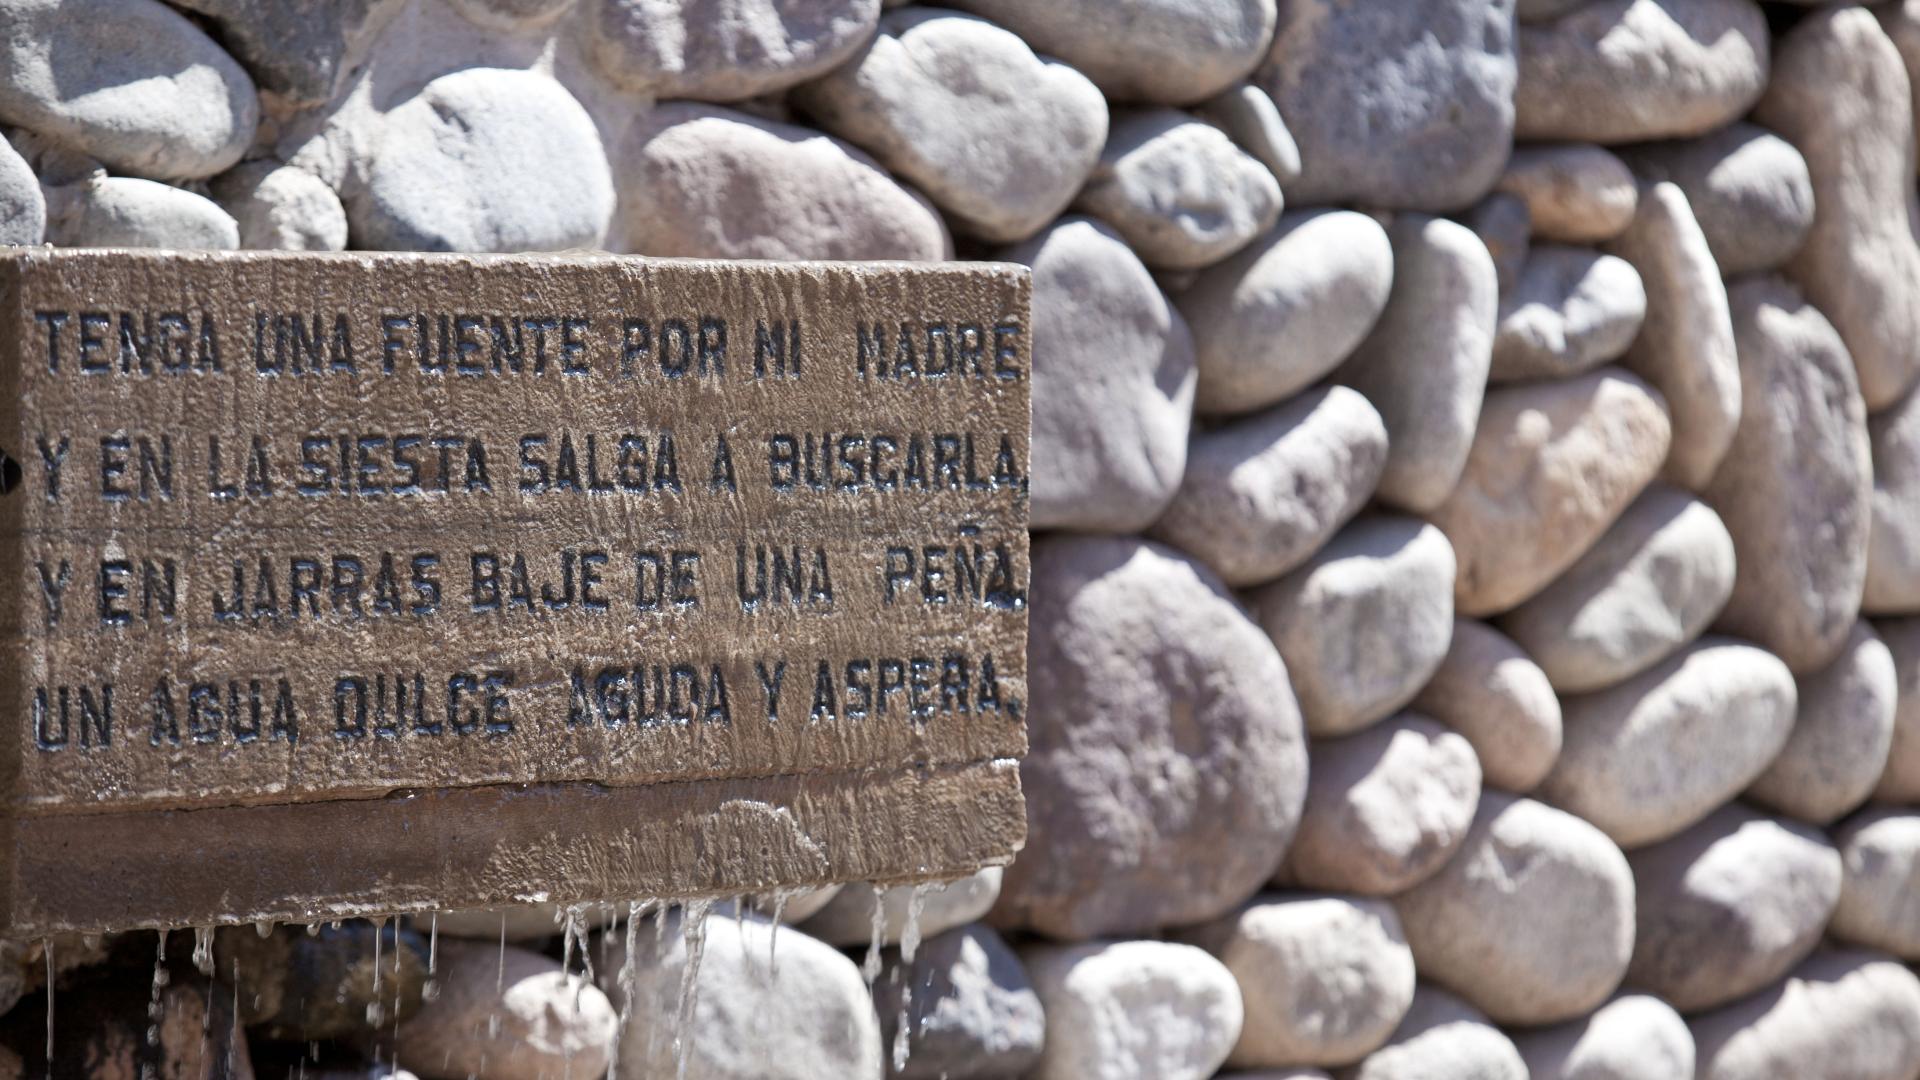 TENGA UNA FUENTE POR MI MADRE
Y EN LA SIESTA SALGA A BUSCARLA,
Y EN JARRAS BAJE DE UNA PEÑA,
UN AGUA DULCE AGUDA Y ASPERA.